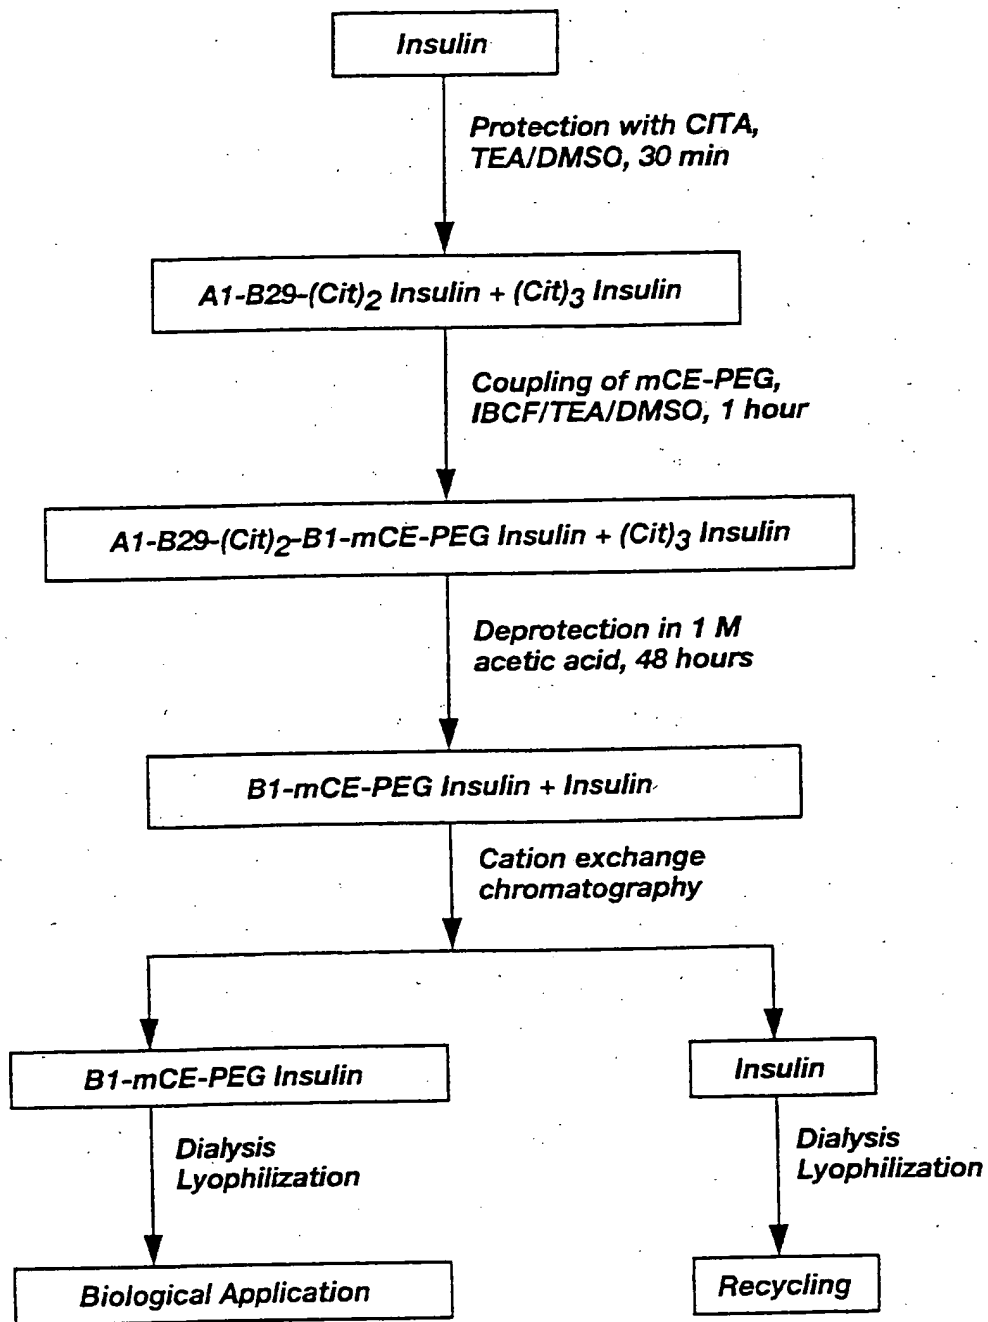 Insulin
Protection with CITA,
TEA/DMSO, 30 min
A1-B29-(Cit)2 Insulin + (Cit)3 Insulin
Coupling of mCE-PEG,
IBCF/TEA/DMSO, 1 hour
A1-B29-(Cit)2-B1-mCE-PEG Insulin + (Cit)3 Insulin
Deprotection in 1 M
acetic acid, 48 hours
B1-mCE-PEG Insulin + Insulin
Cation exchange
chromatography
B1-mCE-PEG Insulin
Insulin
Dialysis
Lyophilization
Dialysis
Lyophilization
Biological Application
Recycling